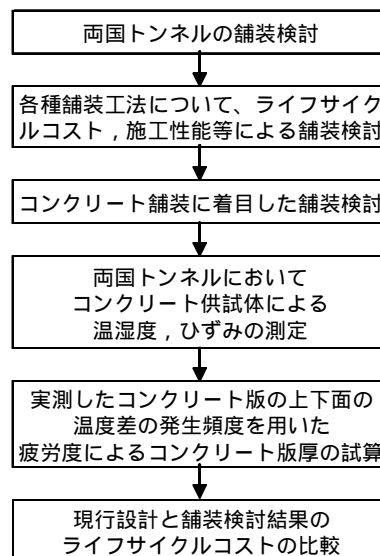 両国トンネルの舗装検討
各種舗装工法について、ライフサイク
ルコスト，施工性能等による舗装検討
コンクリート舗装に着目した舗装検討
両国トンネルにおいて
コンクリート供試体による
温湿度，ひずみの測定
実測したコンクリート版の上下面の
温度差の発生頻度を用いた
疲労度によるコンクリート版厚の試算
現行設計と舗装検討結果の
ライフサイクルコストの比較